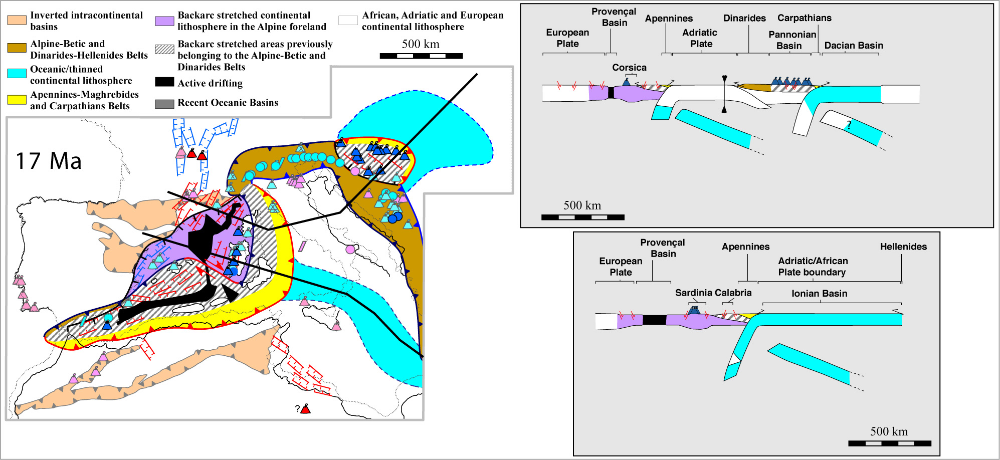 Inverted intracontinental
basins
Alpine-Betic and
Dinarides-Hellenides Belts
Oceanic/thinned
continental lithosphere
Apennines-Maghrebides
and Carpathians Belts
Backarc stretched continental
lithosphere in the Alpine foreland
Backarc stretched areas previously
belonging to the Alpine-Betic and
Dinarides Belts
Active drifting
Recent Oceanic Basins
African, Adriatic and European
continental lithosphere
500 km
17 Ma
?
Provençal
Basin
Apennines
Dinarides
Carpathians
European
Plate
Adriatic
Plate
Pannonian
Basin
Dacian Basin
Corsica
?
500 km
Provençal
Basin
Apennines
Hellenides
European
Plate
Adriatic/African
Plate boundary
Sardinia Calabria
Ionian Basin
500 km